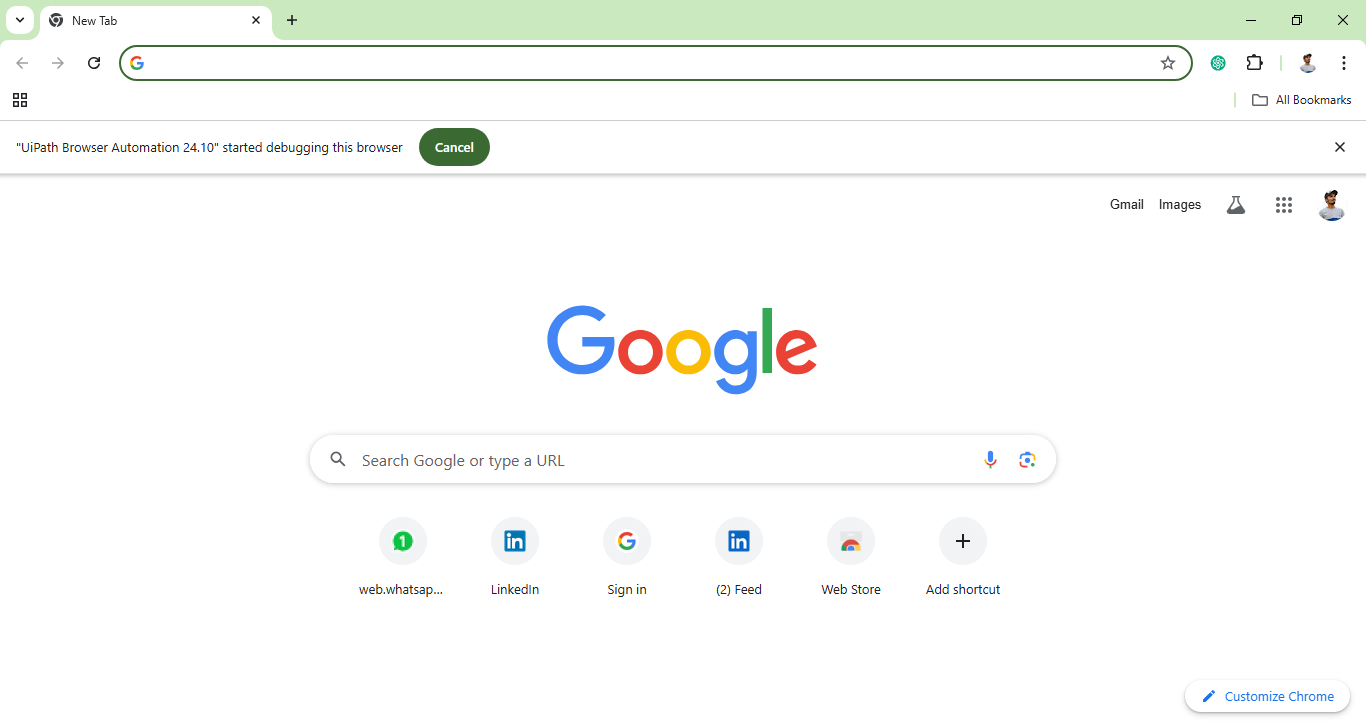 New Tab
All Bookmarks
"UiPath Browser Automation 24.10" started debugging this browser
Cancel
Gmail
Images
Google
Search Google or type a URL
1
web.whatsap...
LinkedIn
Sign in
(2) Feed
Web Store
Add shortcut
Customize Chrome